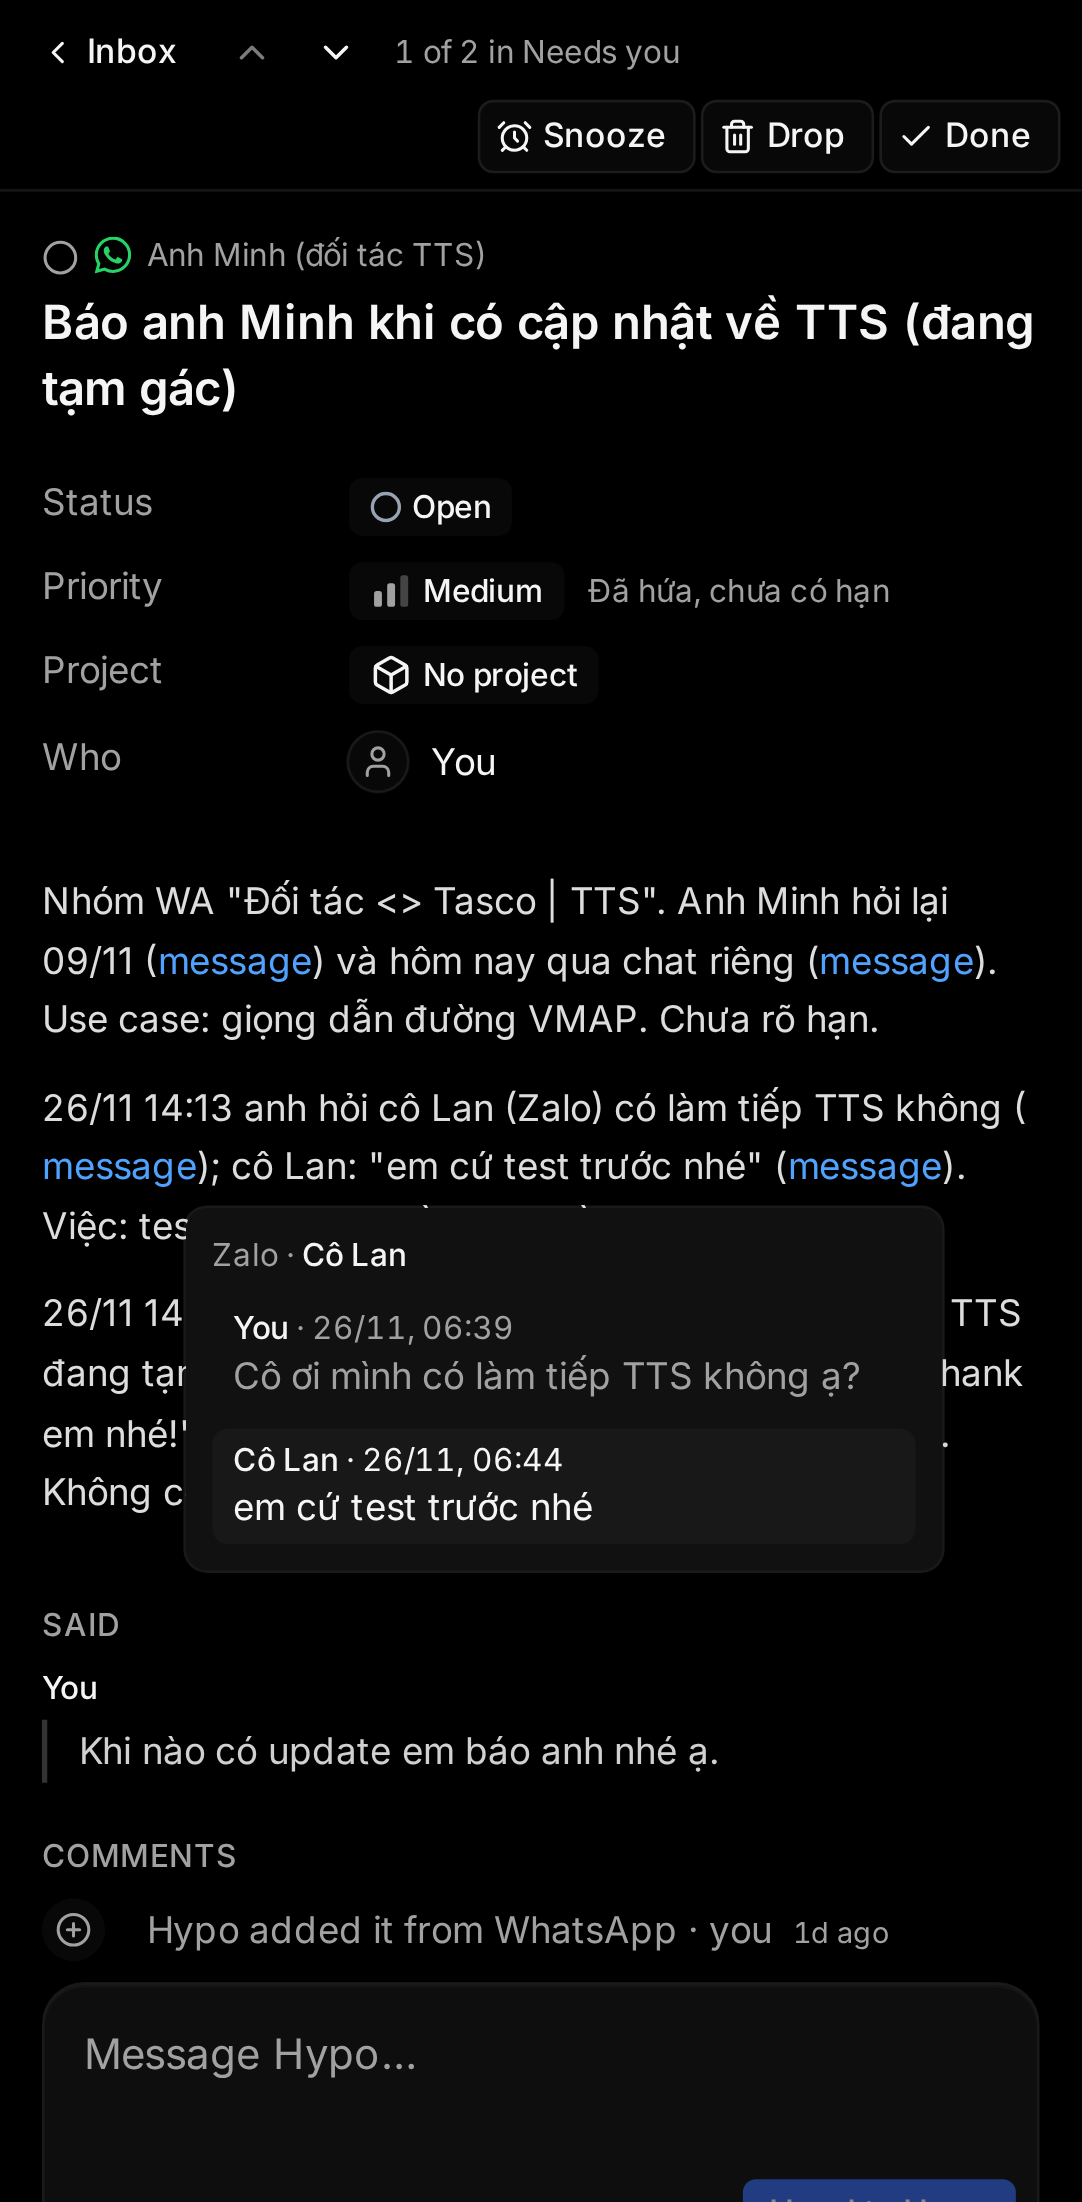 Inbox
1 of 2 in Needs you
Snooze
Drop
Done
Anh Minh (đối tác TTS)
Báo anh Minh khi có cập nhật về TTS (đang
tạm gác)
Status
Open
Priority
Medium
Đã hứa, chưa có hạn
Project
No project
Who
You
Nhóm WA "Đối tác <> Tasco | TTS". Anh Minh hỏi lại
09/11 (message) và hôm nay qua chat riêng (message).
Use case: giọng dẫn đường VMAP. Chưa rõ hạn.
26/11 14:13 anh hỏi cô Lan (Zalo) có làm tiếp TTS không (
message); cô Lan: "em cứ test trước nhé" (message).
Việc:
Zalo · Cô Lan
You · 26/11, 06:39
Cô ơi mình có làm tiếp TTS không ạ?
Cô Lan · 26/11, 06:44
em cứ test trước nhé
26/11 14
TTS
đang
em nhé!"
Không
SAID
You
Khi nào có update em báo anh nhé ạ.
COMMENTS
Hypo added it from WhatsApp · you 1d ago
Message Hypo...